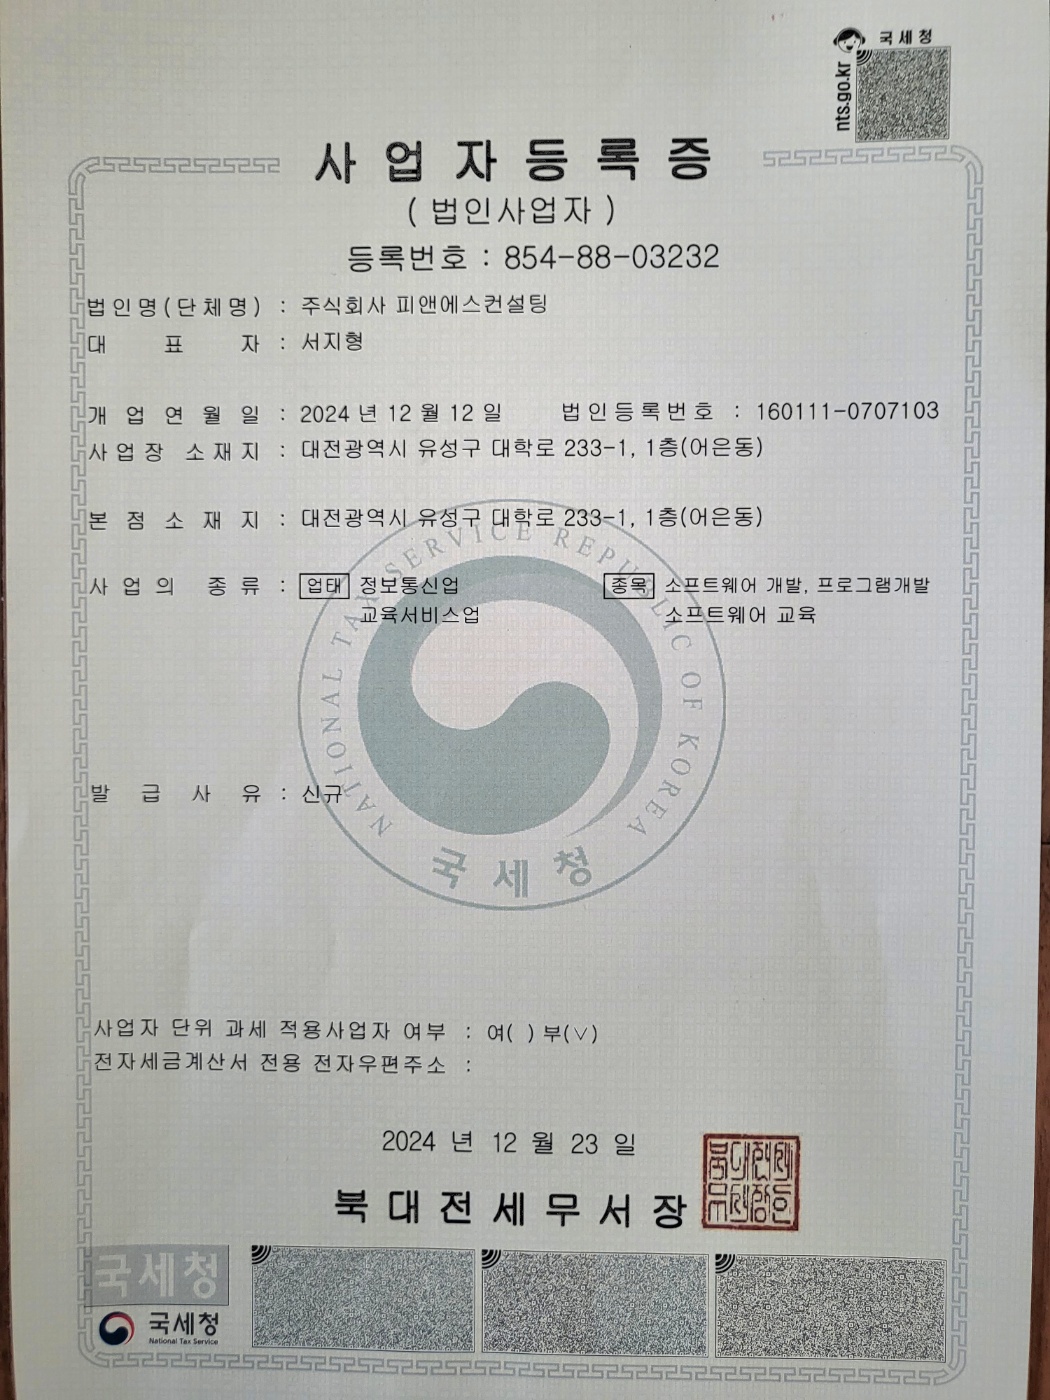 국세청
nts.go.kr
사업자등록증
( 법인사업자 )
등록번호 : 854-88-03232
법인명(단체명) : 주식회사 피앤에스컨설팅
대 표 자 : 서지형
개 업 연 월 일 : 2024 년 12 월 12 일 법인등록번호 : 160111-0707103
사업장 소재지 : 대전광역시 유성구 대학로 233-1, 1층(어은동)
본 점 소 재 지 : 대전광역시 유성구 대학로 233-1, 1층(어은동)
사 업 의 종 류 : 업태 정보통신업 종목 소프트웨어 개발, 프로그램개발
교육서비스업 소프트웨어 교육
NATIONAL TAX SERVICE REPUBLIC OF KOREA
발 급 사 유 : 신규
국세청
사업자 단위 과세 적용사업자 여부 : 여( ) 부(∨)
전자세금계산서 전용 전자우편주소 :
2024 년 12 월 23 일
북대전세무서장
국세청
국세청
National Tax Service